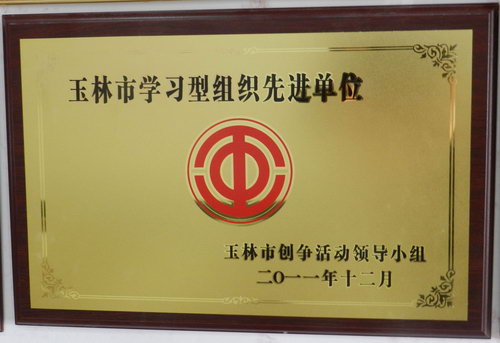 玉林市学习型组织先进单位
玉林市创争活动领导小组
二O一一年十二月